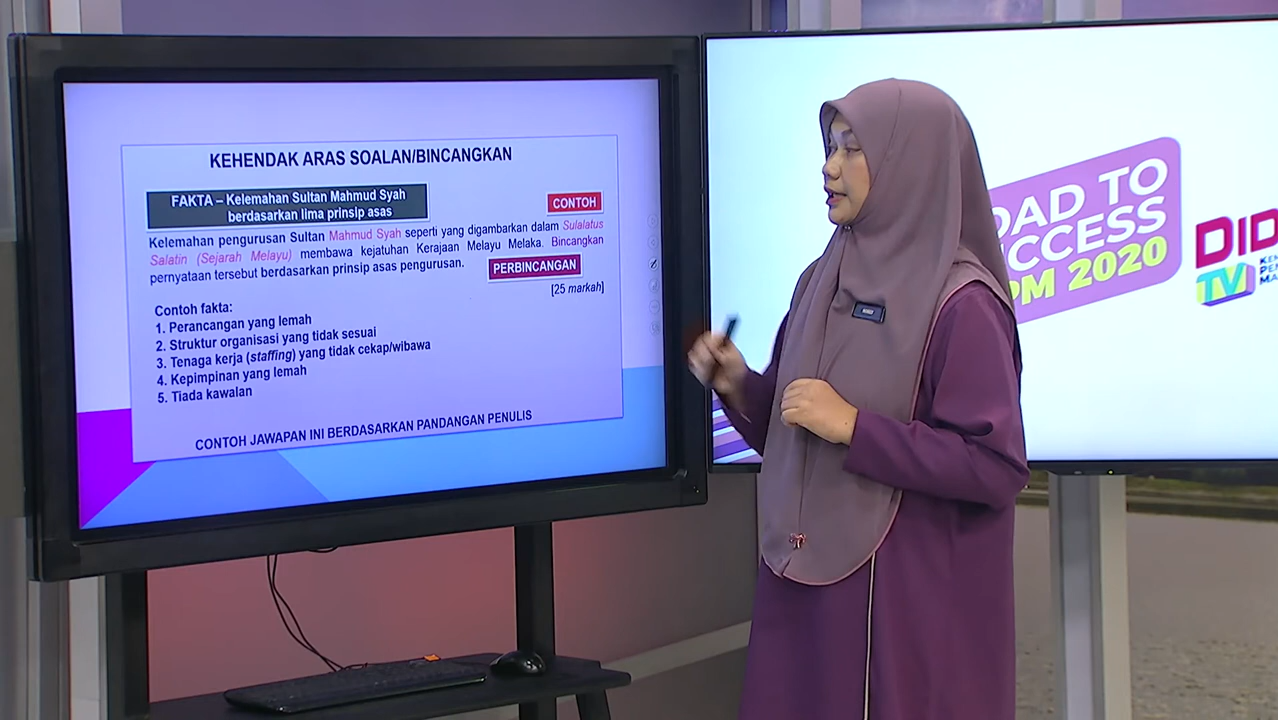 KEHENDAK ARAS SOALAN/BINCANGKAN
FAKTA – Kelemahan Sultan Mahmud Syah
berdasarkan lima prinsip asas
CONTOH
Kelemahan pengurusan Sultan Mahmud Syah seperti yang digambarkan dalam Sulalatus
Salatin (Sejarah Melayu) membawa kejatuhan Kerajaan Melayu Melaka. Bincangkan
pernyataan tersebut berdasarkan prinsip asas pengurusan.
PERBINCANGAN
[25 markah]
Contoh fakta:
1. Perancangan yang lemah
2. Struktur organisasi yang tidak sesuai
3. Tenaga kerja (staffing) yang tidak cekap/wibawa
4. Kepimpinan yang lemah
5. Tiada kawalan
CONTOH JAWAPAN INI BERDASARKAN PANDANGAN PENULIS
OAD TO
CCESS
PM 2020
DID
TV